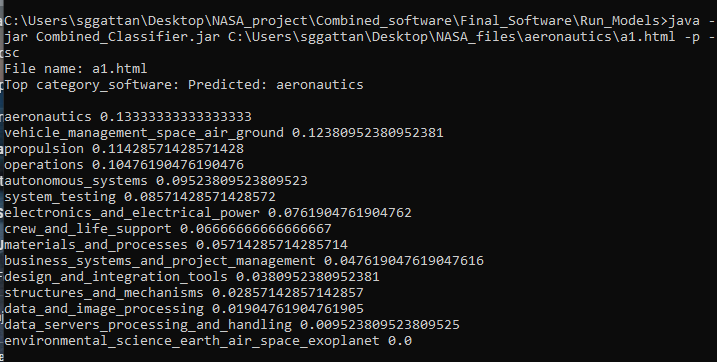 C:\Users\sggattan\Desktop\NASA_project\Combined_software\Final_Software\Run_Models>java -
jar Combined_Classifier.jar C:\Users\sggattan\Desktop\NASA_files\aeronautics\a1.html -p -
sc
File name: a1.html
Top category_software: Predicted: aeronautics
aeronautics 0.13333333333333333
vehicle_management_space_air_ground 0.12380952380952381
propulsion 0.11428571428571428
operations 0.10476190476190476
autonomous_systems 0.09523809523809523
system_testing 0.08571428571428572
electronics_and_electrical_power 0.0761904761904762
crew_and_life_support 0.06666666666666667
materials_and_processes 0.05714285714285714
business_systems_and_project_management 0.047619047619047616
design_and_integration_tools 0.0380952380952381
structures_and_mechanisms 0.02857142857142857
data_and_image_processing 0.01904761904761905
data_servers_processing_and_handling 0.009523809523809525
environmental_science_earth_air_space_exoplanet 0.0